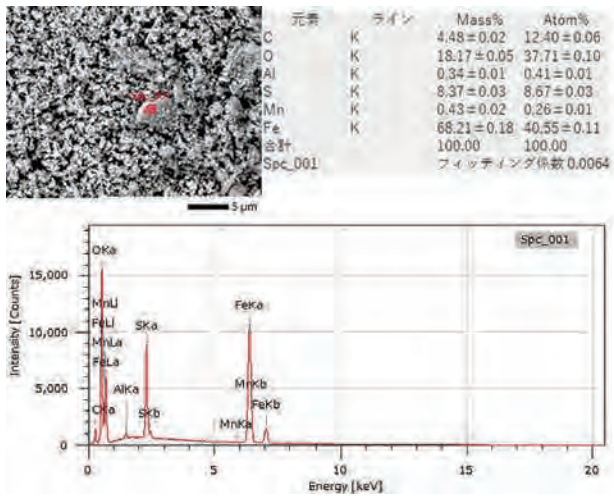 元素 ライン Mass% Atom%
C K 4.48±0.02 12.40±0.06
O K 18.17±0.05 37.71±0.10
Al K 0.34±0.01 0.41±0.01
S K 8.37±0.03 8.67±0.03
Mn K 0.43±0.02 0.26±0.01
Fe K 68.21±0.18 40.55±0.11
合計 100.00 100.00
Spc_001 フィッティング係数 0.0064
5 μm
Spc_001
Intensity [Counts]
15,000
10,000
5,000
0
OKa
MnLl
FeLl
MnLa
FeLa
CKa
AlKa
SKa
SKb
MnKa
FeKa
MnKb
FeKb
0 5 10 15 20
Energy [keV]